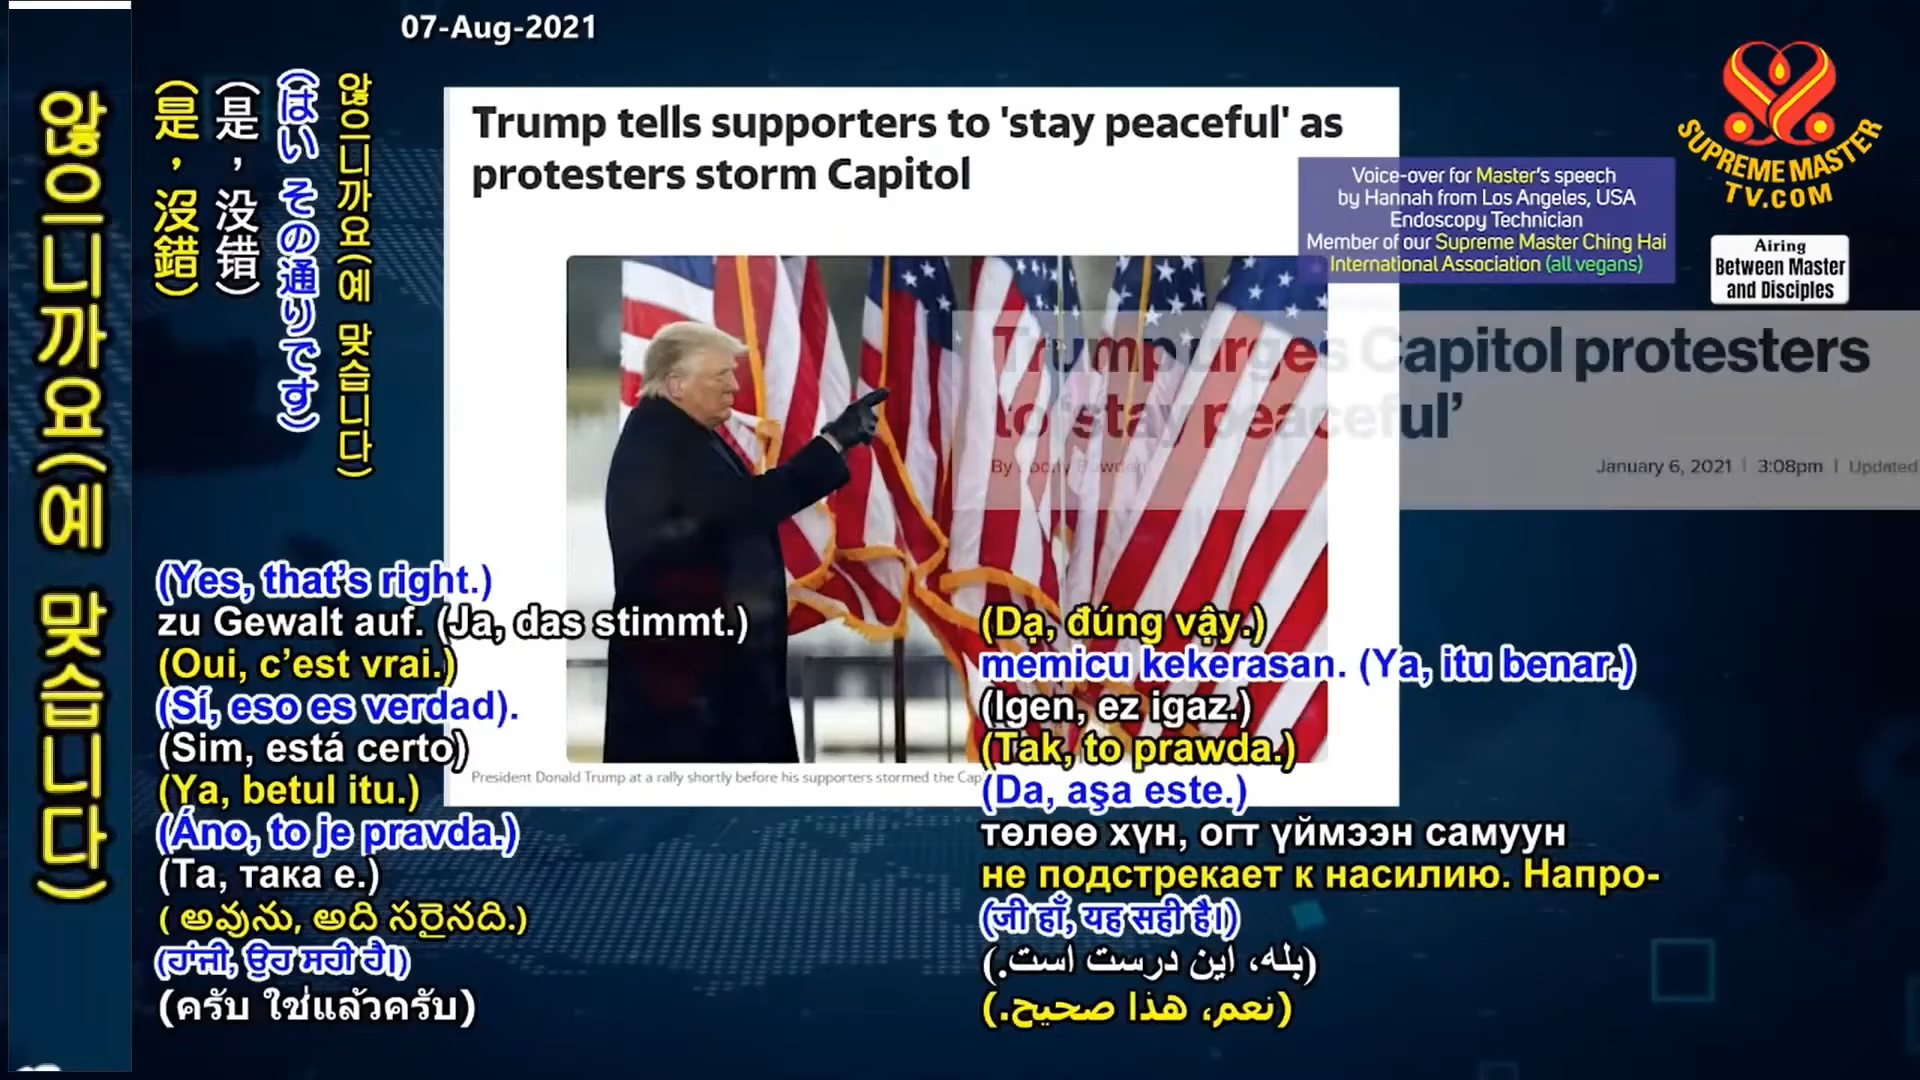 07-Aug-2021
않으니까요(예 맞습니다)
(是，沒錯)
(是，没错)
(はい その通りです)
않으니까요(예 맞습니다)
Trump tells supporters to 'stay peaceful' as
protesters storm Capitol
SUPREME MASTER
TV.COM
Voice-over for Master's speech
by Hannah from Los Angeles, USA
Endoscopy Technician
Member of our Supreme Master Ching Hai
International Association (all vegans)
Airing
Between Master
and Disciples
Trump urges Capitol protesters
to 'stay peaceful’
By
January 6, 2021 | 3:08pm | Updated
(Yes, that’s right.)
zu Gewalt auf. (Ja, das stimmt.)
(Oui, c’est vrai.)
(Sí, eso es verdad).
(Sim, está certo)
(Ya, betul itu.)
(Áno, to je pravda.)
(Та, така е.)
( అవును, అది సరైనది.)
(ਹਾਂਜੀ, ਉਹ ਸਹੀ ਹੈ।)
(ครับ ใช่แล้วครับ)
President Donald Trump at a rally shortly before his supporters stormed the Cap
(Dạ, đúng vậy.)
memicu kekerasan. (Ya, itu benar.)
(Igen, ez igaz.)
(Tak, to prawda.)
(Da, așa este.)
төлөө хүн, огт үймээн самуун
не подстрекает к насилию. Напро-
(जी हाँ, यह सही है।)
(بله، این درست است.)
(نعم، هذا صحيح.)